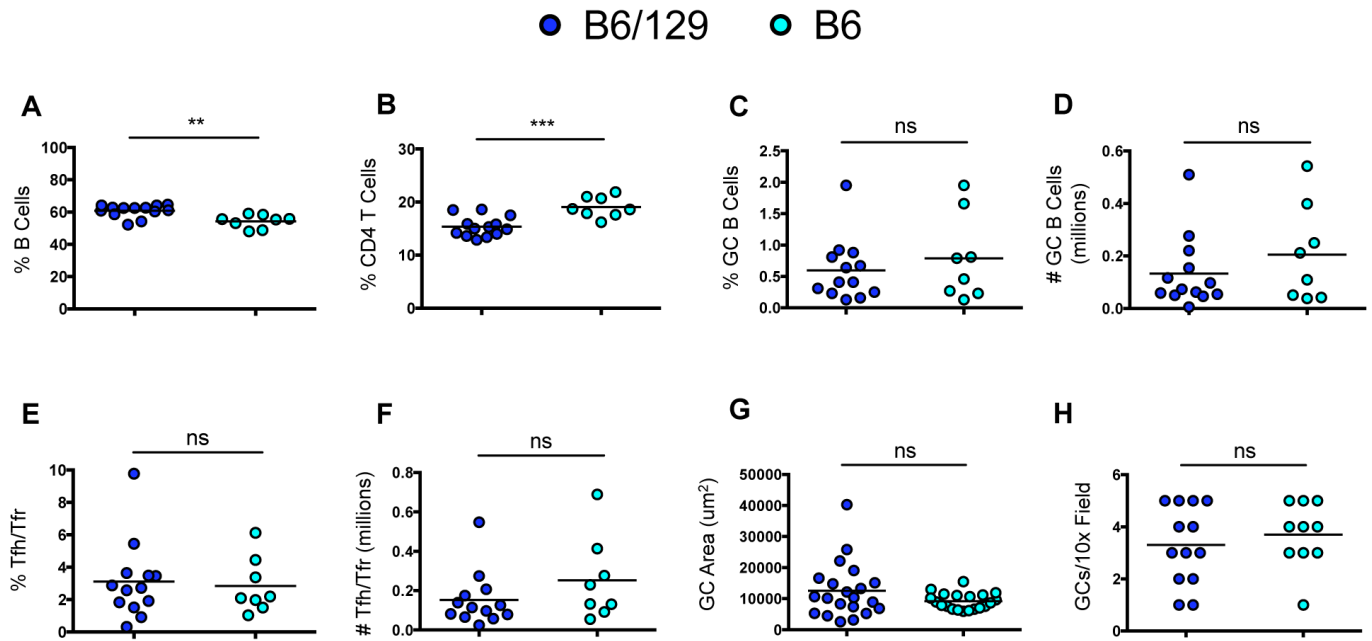 B6/129 B6
A
**
% B Cells
100
80
60
40
20
0
B
***
% CD4 T Cells
30
20
10
0
C
ns
% GC B Cells
2.5
2.0
1.5
1.0
0.5
0.0
D
ns
# GC B Cells
(millions)
0.6
0.4
0.2
0.0
E
ns
% Tfh/Tfr
10
8
6
4
2
0
F
ns
# Tfh/Tfr (millions)
0.8
0.6
0.4
0.2
0.0
G
ns
GC Area (um²)
50000
40000
30000
20000
10000
0
H
ns
GCs/10x Field
6
4
2
0